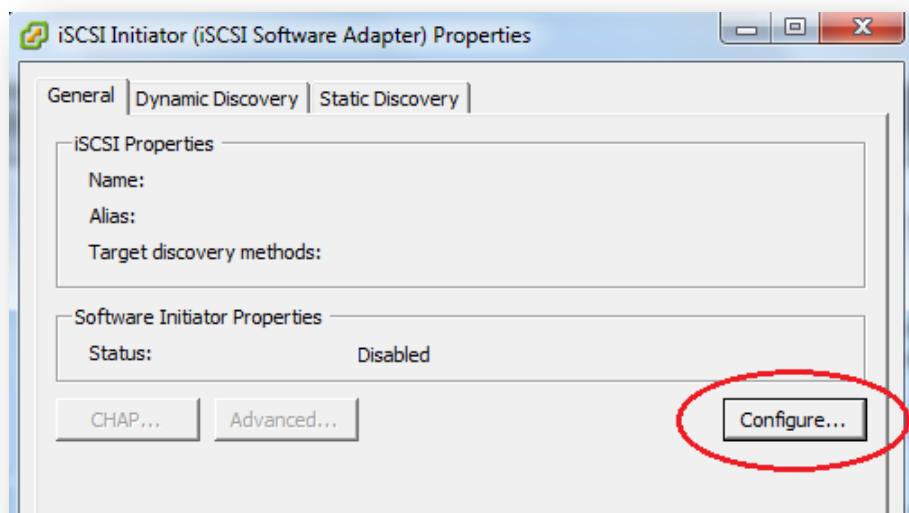 iSCSI Initiator (iSCSI Software Adapter) Properties
General Dynamic Discovery Static Discovery
iSCSI Properties
Name:
Alias:
Target discovery methods:
Software Initiator Properties
Status: Disabled
CHAP... Advanced... Configure...